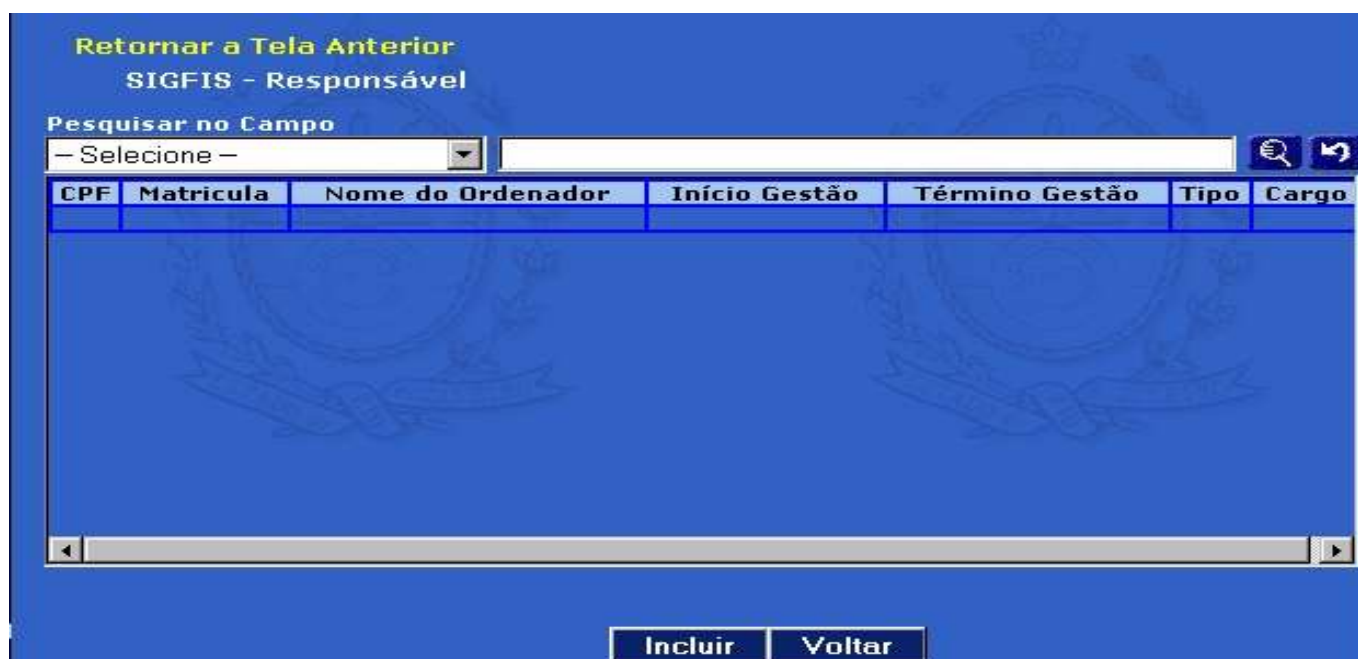 Retornar a Tela Anterior
SIGFIS - Responsável
Pesquisar no Campo
– Selecione –
CPF Matricula Nome do Ordenador Início Gestão Término Gestão Tipo Cargo
Incluir Voltar